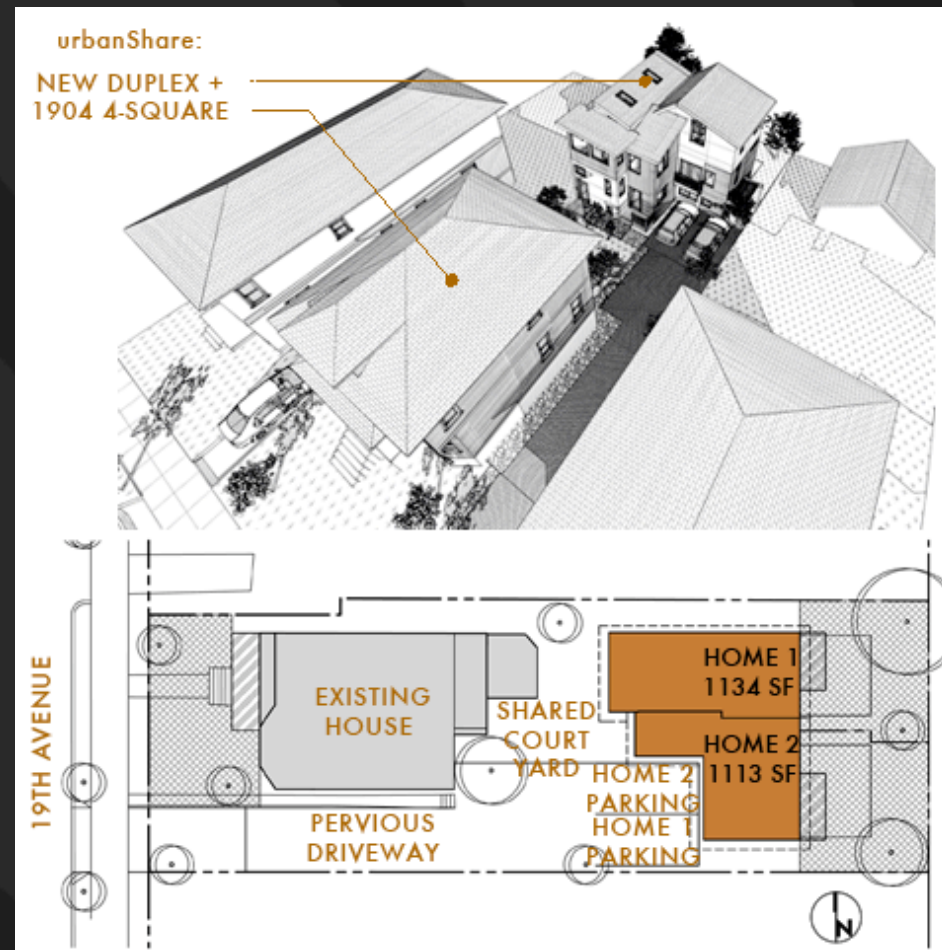 urbanShare:
NEW DUPLEX +
1904 4-SQUARE
19TH AVENUE
EXISTING
HOUSE
SHARED
COURT
YARD
PERVIOUS
DRIVEWAY
HOME 1
1134 SF
HOME 2
1113 SF
HOME 2
PARKING
HOME 1
PARKING
N